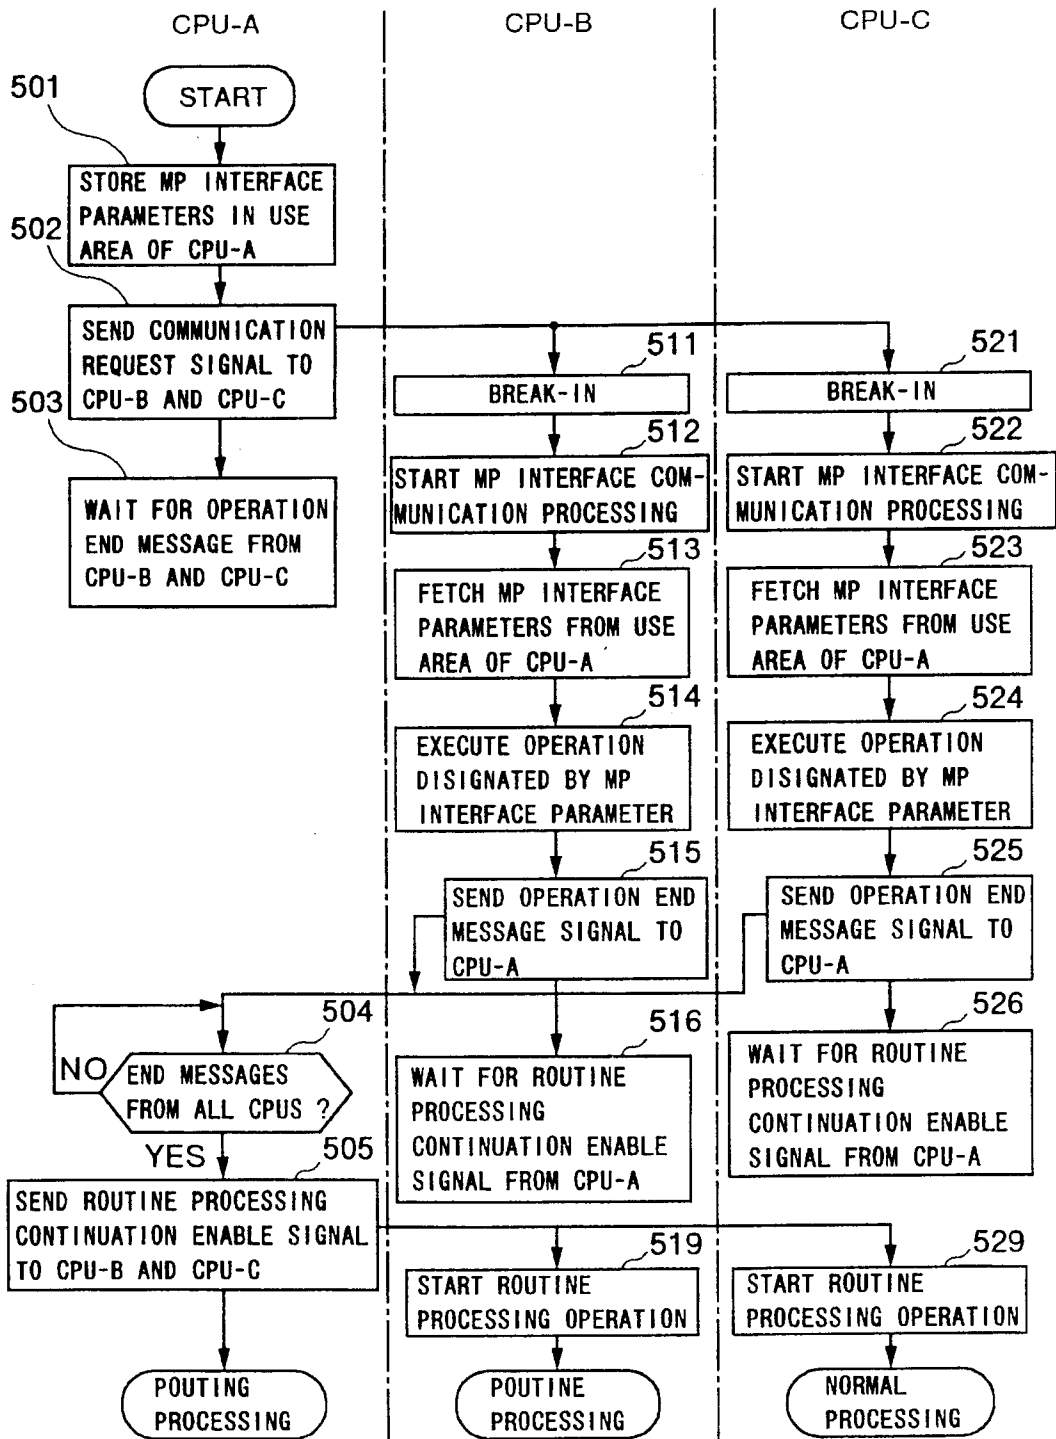 CPU-A
CPU-B
CPU-C
START
501
STORE MP INTERFACE
PARAMETERS IN USE
AREA OF CPU-A
502
SEND COMMUNICATION
REQUEST SIGNAL TO
CPU-B AND CPU-C
503
WAIT FOR OPERATION
END MESSAGE FROM
CPU-B AND CPU-C
511
BREAK-IN
512
START MP INTERFACE COM-
MUNICATION PROCESSING
513
FETCH MP INTERFACE
PARAMETERS FROM USE
AREA OF CPU-A
514
EXECUTE OPERATION
DISIGNATED BY MP
INTERFACE PARAMETER
515
SEND OPERATION END
MESSAGE SIGNAL TO
CPU-A
521
BREAK-IN
522
START MP INTERFACE COM-
MUNICATION PROCESSING
523
FETCH MP INTERFACE
PARAMETERS FROM USE
AREA OF CPU-A
524
EXECUTE OPERATION
DISIGNATED BY MP
INTERFACE PARAMETER
525
SEND OPERATION END
MESSAGE SIGNAL TO
CPU-A
504
NO
END MESSAGES
FROM ALL CPUS ?
YES
505
SEND ROUTINE PROCESSING
CONTINUATION ENABLE SIGNAL
TO CPU-B AND CPU-C
516
WAIT FOR ROUTINE
PROCESSING
CONTINUATION ENABLE
SIGNAL FROM CPU-A
526
WAIT FOR ROUTINE
PROCESSING
CONTINUATION ENABLE
SIGNAL FROM CPU-A
519
START ROUTINE
PROCESSING OPERATION
529
START ROUTINE
PROCESSING OPERATION
POUTING
PROCESSING
POUTINE
PROCESSING
NORMAL
PROCESSING